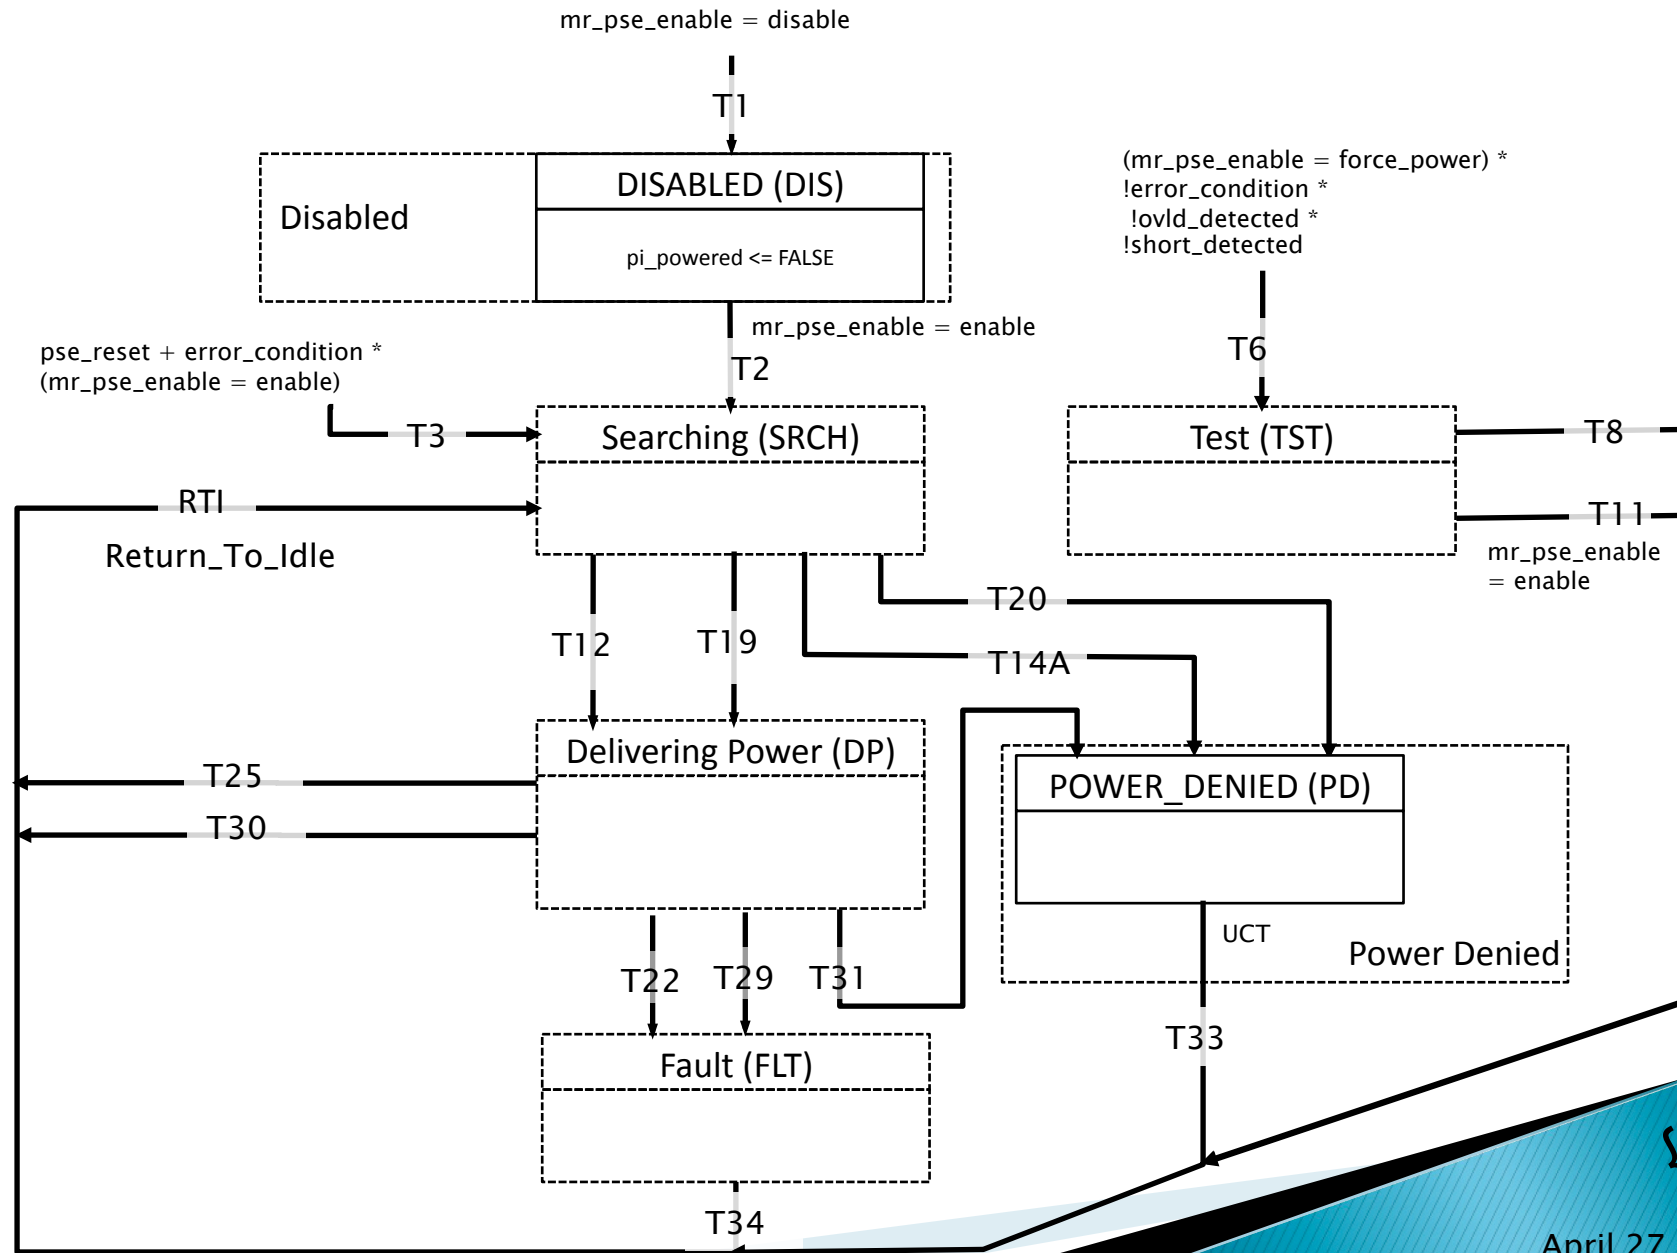 mr_pse_enable = disable
T1
DISABLED (DIS)
Disabled
pi_powered <= FALSE
(mr_pse_enable = force_power) *
!error_condition *
!ovld_detected *
!short_detected
mr_pse_enable = enable
T2
pse_reset + error_condition *
(mr_pse_enable = enable)
T3
T6
Searching (SRCH)
Test (TST)
T8
RTI
Return_To_Idle
T11
mr_pse_enable
= enable
T12
T19
T20
T14A
Delivering Power (DP)
T25
T30
POWER_DENIED (PD)
UCT
Power Denied
T22
T29
T31
T33
Fault (FLT)
T34
April 27